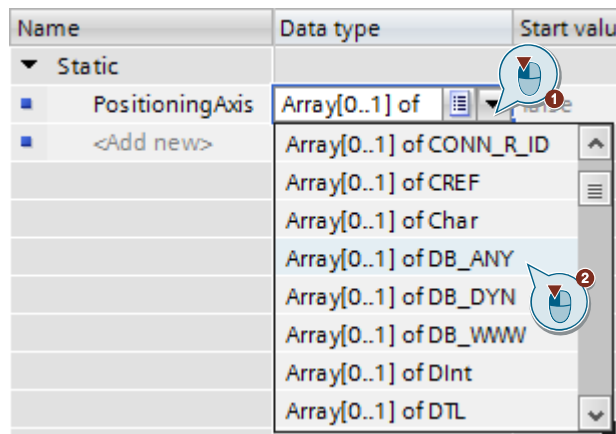 Name Data type Start valu
Static
PositioningAxis Array[0..1] of false
1
<Add new> Array[0..1] of CONN_R_ID
Array[0..1] of CREF
Array[0..1] of Char
Array[0..1] of DB_ANY
2
Array[0..1] of DB_DYN
Array[0..1] of DB_WWW
Array[0..1] of DInt
Array[0..1] of DTL